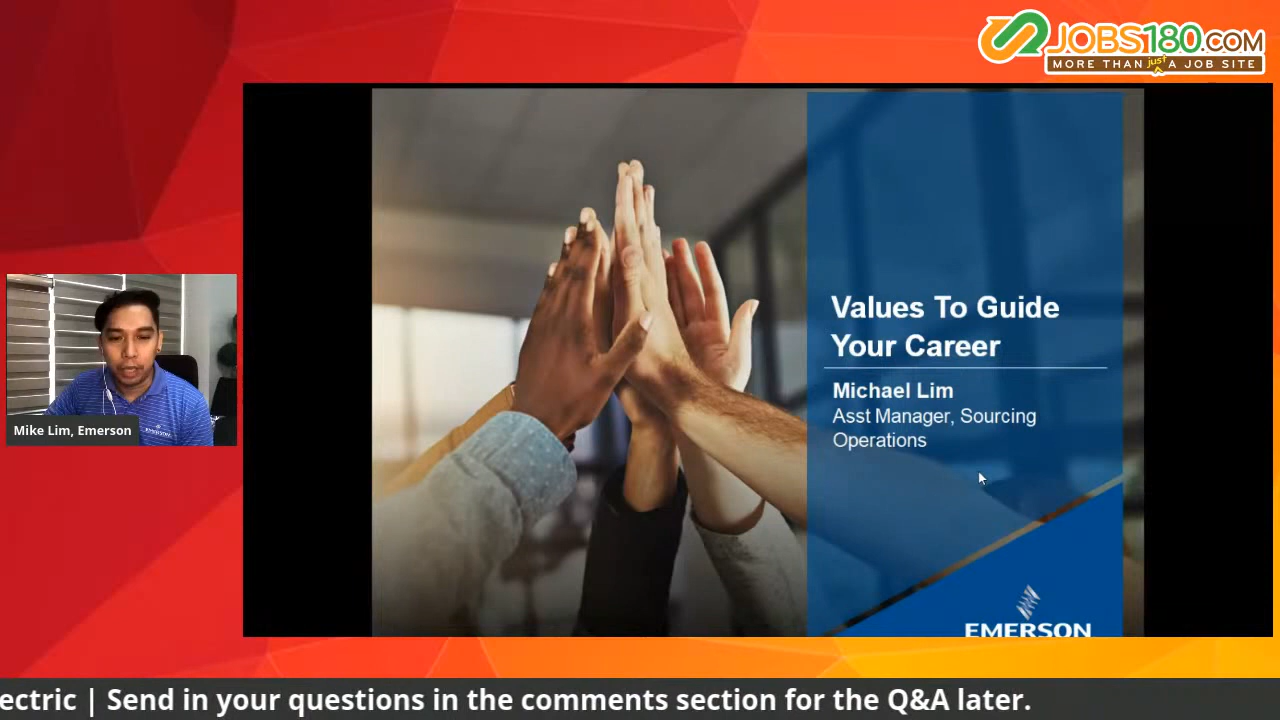 JOBS180.COM
MORE THAN just A JOB SITE
Values To Guide
Your Career
Michael Lim
Asst Manager, Sourcing
Operations
EMERSON
Mike Lim, Emerson
ectric | Send in your questions in the comments section for the Q&A later.